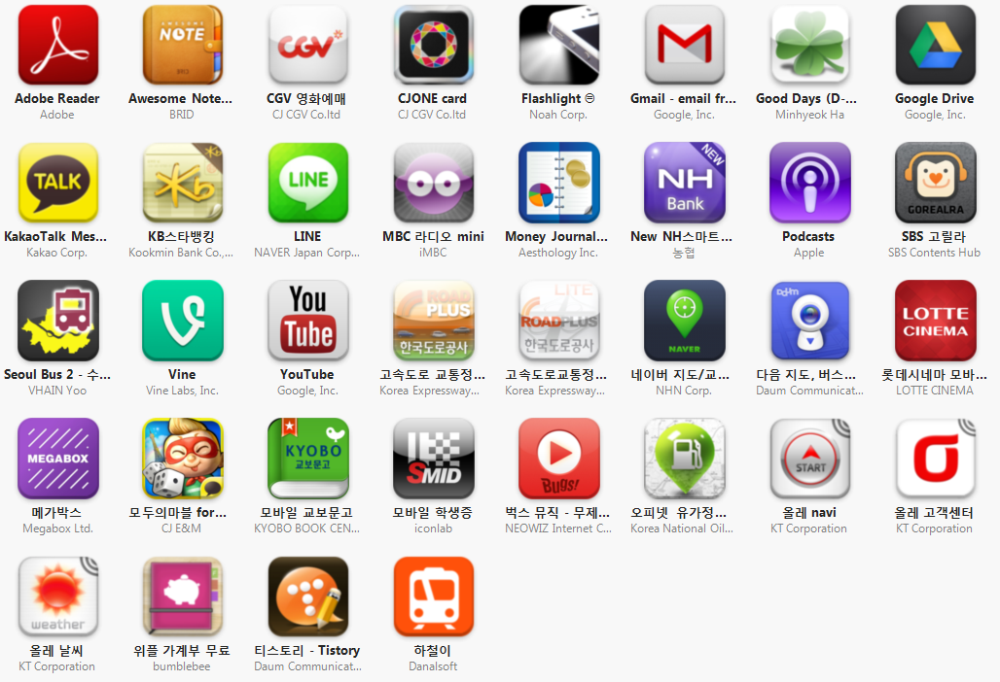 NOTE
CGV
Adobe Reader
Awesome Note...
CGV 영화예매
CJONE card
Flashlight
Gmail - email fr...
Good Days (D-...
Google Drive
Adobe
BRID
CJ CGV Co.ltd
CJ CGV Co.ltd
Noah Corp.
Google, Inc.
Minhyeok Ha
Google, Inc.
TALK
Kb
LINE
NEW
NH
Bank
GOREALRA
KakaoTalk Mes...
KB스타뱅킹
LINE
MBC 라디오 mini
Money Journal...
New NH스마트...
Podcasts
SBS 고릴라
Kakao Corp.
Kookmin Bank Co.,...
NAVER Japan Corp...
iMBC
Aesthology Inc.
농협
Apple
SBS Contents Hub
You
Tube
ROAD
PLUS
한국도로공사
LITE
ROADPLUS
한국도로공사
NAVER
Daum
LOTTE
CINEMA
Seoul Bus 2 - 수...
Vine
YouTube
고속도로 교통정...
고속도로교통정...
네이버 지도/교...
다음 지도, 버스...
롯데시네마 모바...
VHAIN Yoo
Vine Labs, Inc.
Google, Inc.
Korea Expressway...
Korea Expressway...
NHN Corp.
Daum Communicat...
LOTTE CINEMA
MEGABOX
KYOBO
교보문고
SMID
Bugs!
START
메가박스
모두의마블 for...
모바일 교보문고
모바일 학생증
벅스 뮤직 - 무제...
오피넷 유가정...
올레 navi
올레 고객센터
Megabox Ltd.
CJ E&M
KYOBO BOOK CEN...
iconlab
NEOWIZ Internet C...
Korea National Oil...
KT Corporation
KT Corporation
weather
올레 날씨
위플 가계부 무료
티스토리 - Tistory
하철이
KT Corporation
bumblebee
Daum Communicat...
Danalsoft